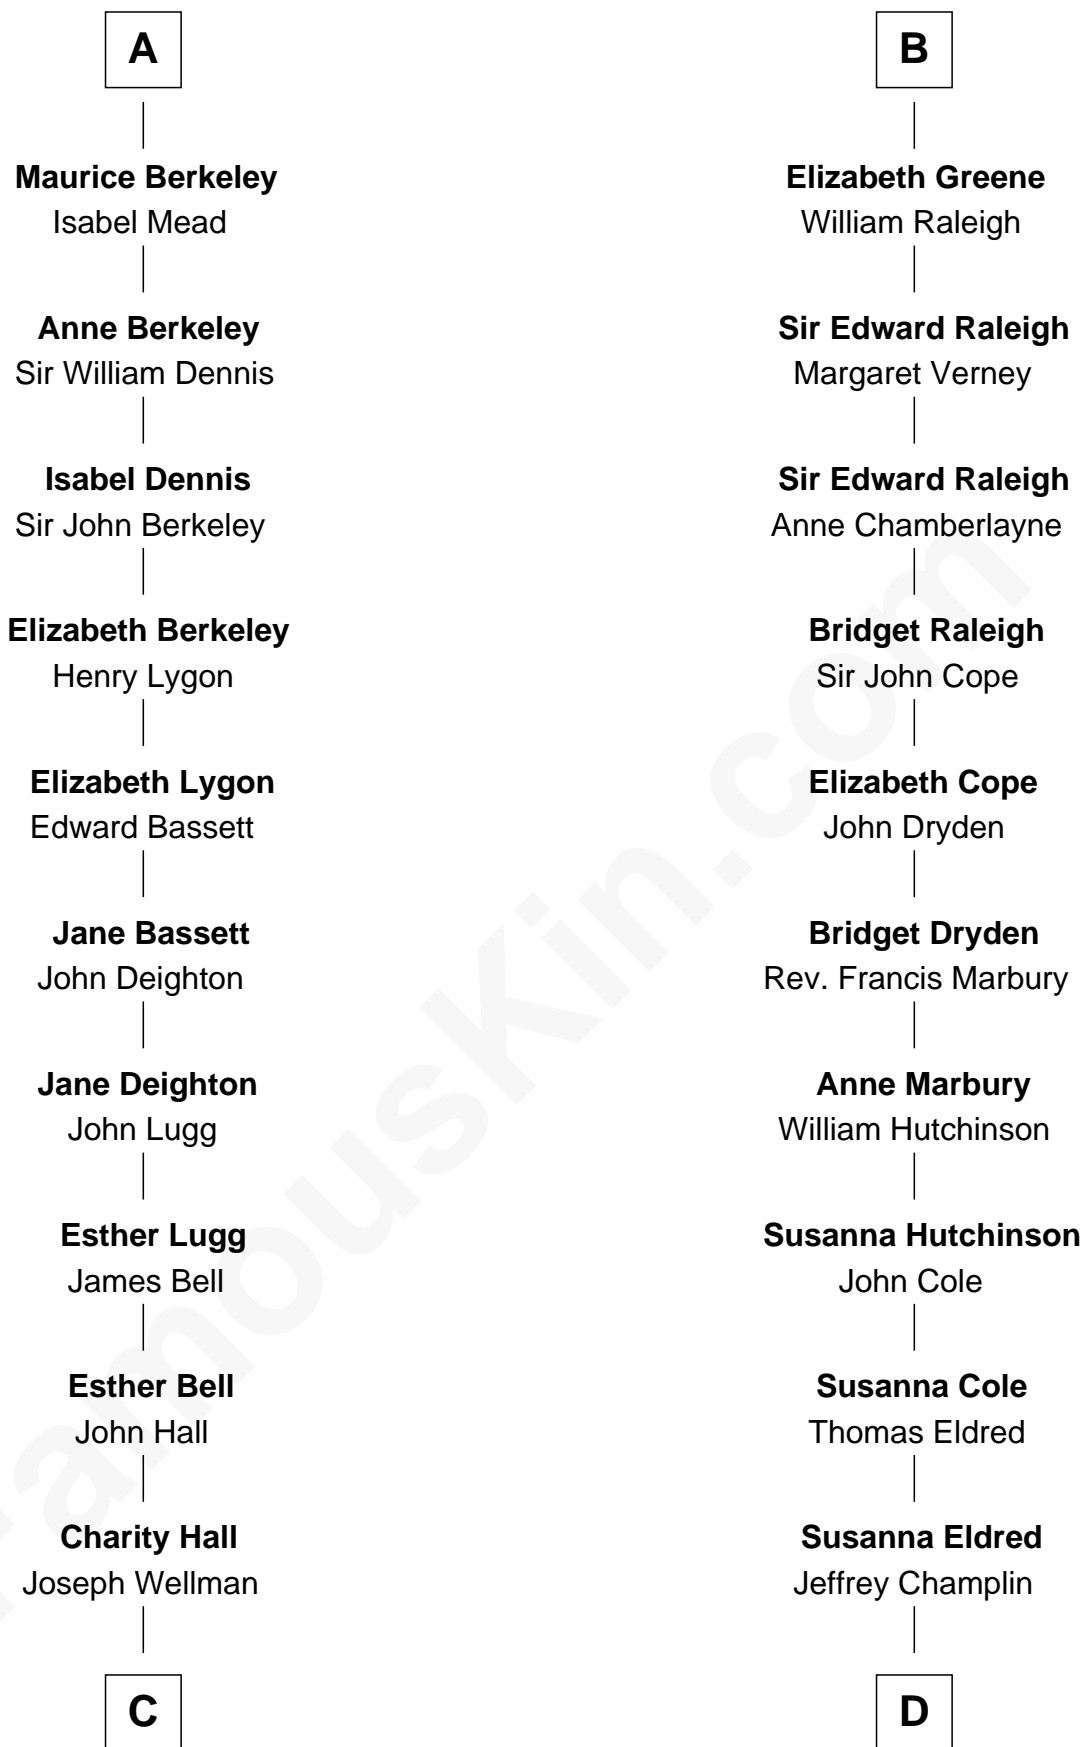 A
Maurice Berkeley
Isabel Mead
Anne Berkeley
Sir William Dennis
Isabel Dennis
Sir John Berkeley
Elizabeth Berkeley
Henry Lygon
Elizabeth Lygon
Edward Bassett
Jane Bassett
John Deighton
Jane Deighton
John Lugg
Esther Lugg
James Bell
Esther Bell
John Hall
Charity Hall
Joseph Wellman
C
B
Elizabeth Greene
William Raleigh
Sir Edward Raleigh
Margaret Verney
Sir Edward Raleigh
Anne Chamberlayne
Bridget Raleigh
Sir John Cope
Elizabeth Cope
John Dryden
Bridget Dryden
Rev. Francis Marbury
Anne Marbury
William Hutchinson
Susanna Hutchinson
John Cole
Susanna Cole
Thomas Eldred
Susanna Eldred
Jeffrey Champlin
D
FamousKin.com